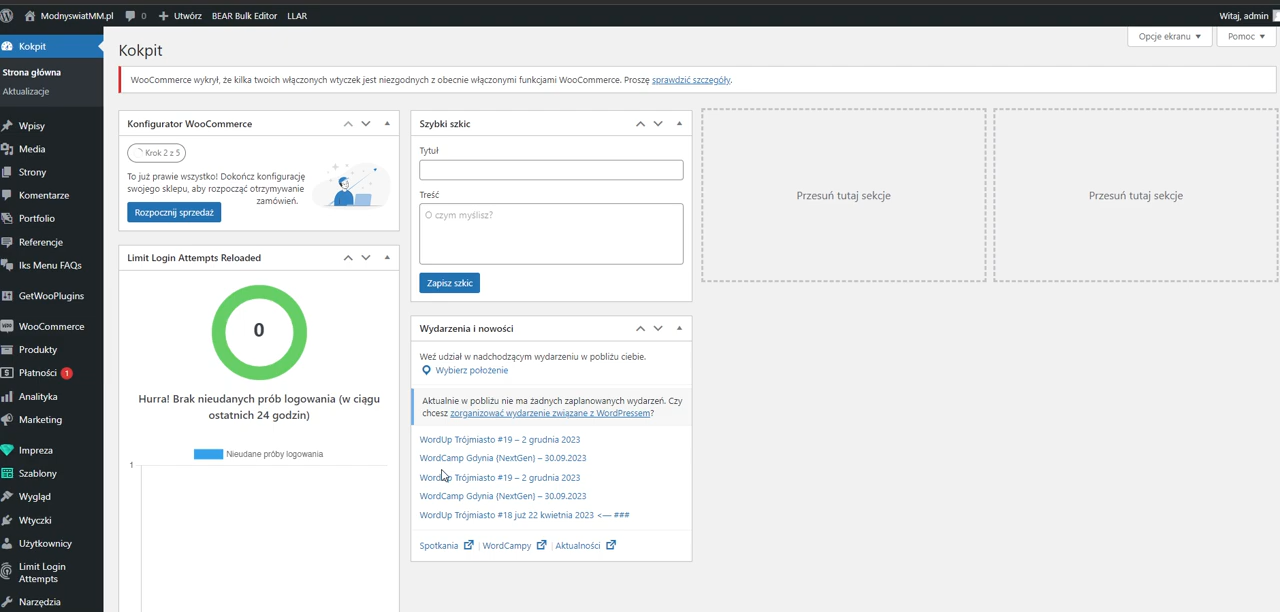 ModnyswiatMM.pl
0
Utwórz
BEAR Bulk Editor
LLAR
Witaj, admin
Kokpit
Strona główna
Aktualizacje
Wpisy
Media
Strony
Komentarze
Portfolio
Referencje
Iks Menu FAQs
GetWooPlugins
WooCommerce
Produkty
Płatności 1
Analityka
Marketing
Impreza
Szablony
Wygląd
Wtyczki
Użytkownicy
Limit Login
Attempts
Narzędzia
Kokpit
Opcje ekranu ▼
Pomoc ▼
WooCommerce wykrył, że kilka twoich włączonych wtyczek jest niezgodnych z obecnie włączonymi funkcjami WooCommerce. Proszę sprawdzić szczegóły.
Konfigurator WooCommerce
Krok 2 z 5
To już prawie wszystko! Dokończ konfigurację
swojego sklepu, aby rozpocząć otrzymywanie
zamówień.
Rozpocznij sprzedaż
Limit Login Attempts Reloaded
0
Hurra! Brak nieudanych prób logowania (w ciągu
ostatnich 24 godzin)
Nieudane próby logowania
1
Szybki szkic
Tytuł
Treść
O czym myślisz?
Zapisz szkic
Wydarzenia i nowości
Weź udział w nadchodzącym wydarzeniu w pobliżu ciebie.
Wybierz położenie
Aktualnie w pobliżu nie ma żadnych zaplanowanych wydarzeń. Czy
chcesz zorganizować wydarzenie związane z WordPressem?
WordUp Trójmiasto #19 – 2 grudnia 2023
WordCamp Gdynia (NextGen) – 30.09.2023
WordUp Trójmiasto #19 – 2 grudnia 2023
WordCamp Gdynia (NextGen) – 30.09.2023
WordUp Trójmiasto #18 już 22 kwietnia 2023 <— ###
Spotkania | WordCampy | Aktualności
Przesuń tutaj sekcje
Przesuń tutaj sekcje